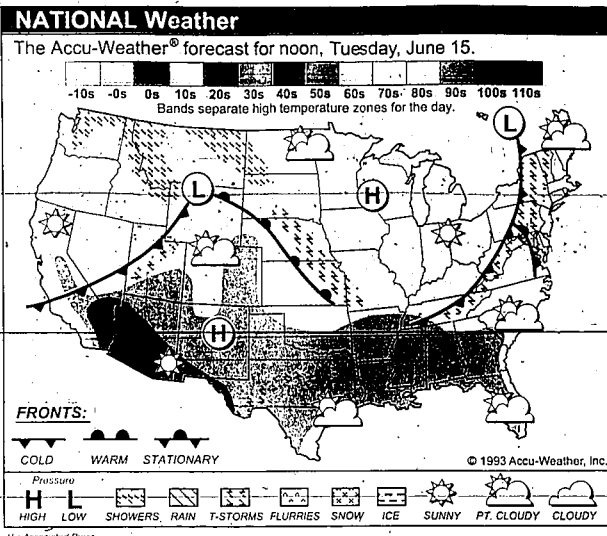 NATIONAL Weather
The Accu-Weather® forecast for noon, Tuesday, June 15.
-10s -0s 0s 10s 20s 30s 40s 50s 60s 70s 80s 90s 100s 110s
Bands separate high temperature zones for the day.
L
L
H
H
FRONTS:
COLD WARM STATIONARY
© 1993 Accu-Weather, Inc.
Pressure
H L
HIGH LOW SHOWERS RAIN T-STORMS FLURRIES SNOW ICE SUNNY PT. CLOUDY CLOUDY